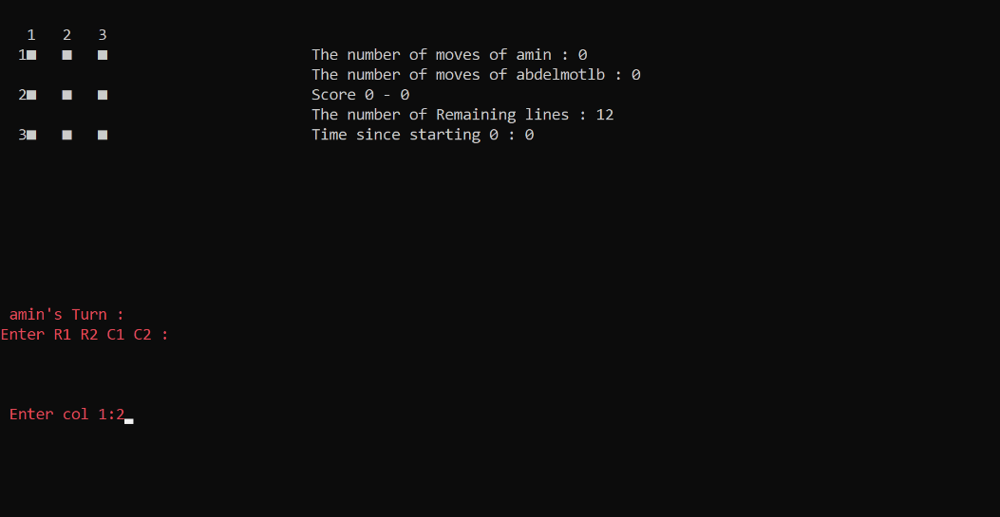 1 2 3
1■ ■ ■ The number of moves of amin : 0
The number of moves of abdelmotlb : 0
2■ ■ ■ Score 0 - 0
The number of Remaining lines : 12
3■ ■ ■ Time since starting 0 : 0
amin's Turn :
Enter R1 R2 C1 C2 :
Enter col 1:2